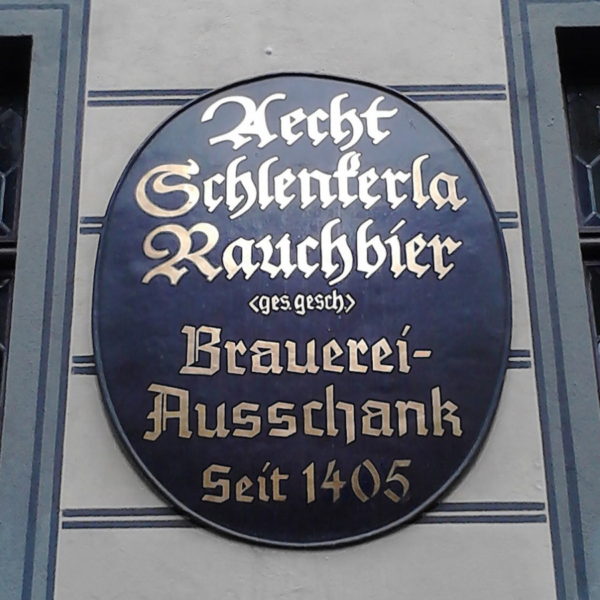 Aecht
Schlenkerla
Rauchbier
<ges. gesch.>
Brauerei-
Ausschank
Seit 1405